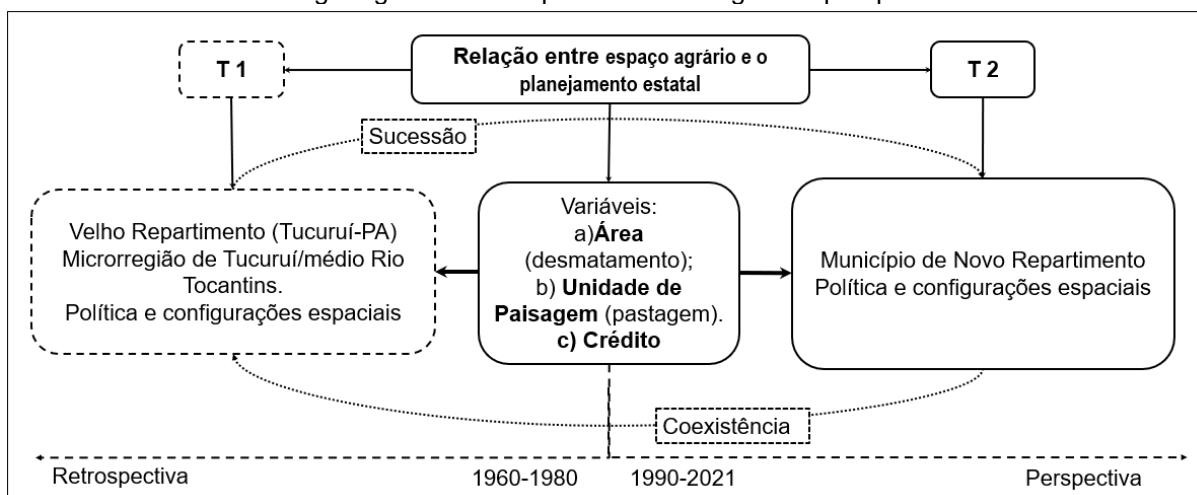 T 1
Relação entre espaço agrário e o
planejamento estatal
T 2
Sucessão
Velho Repartimento (Tucuruí-PA)
Microrregião de Tucuruí/médio Rio
Tocantins.
Política e configurações espaciais
Variáveis:
a)Área
(desmatamento);
b) Unidade de
Paisagem (pastagem).
c) Crédito
Município de Novo Repartimento
Política e configurações espaciais
Coexistência
Retrospectiva
1960-1980
1990-2021
Perspectiva